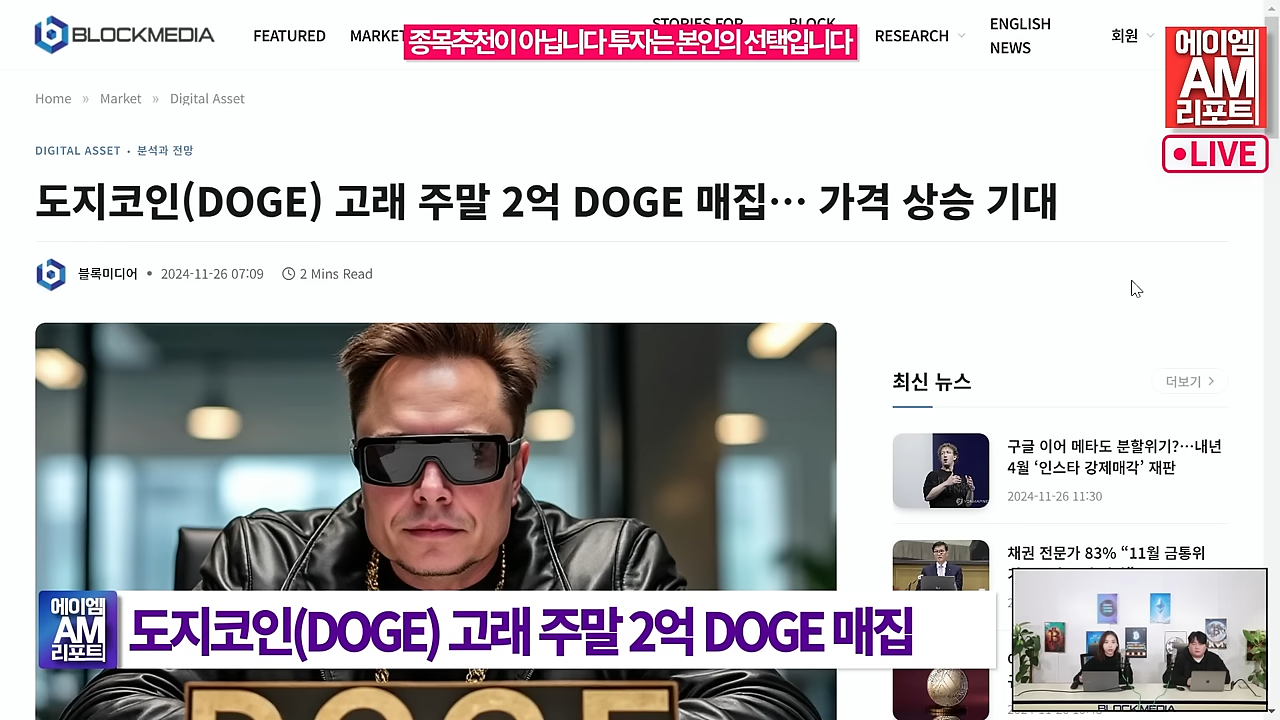 BLOCKMEDIA
FEATURED
MARKET
STORIES FOR
BLOCK
RESEARCH
ENGLISH
NEWS
회원
종목추천이 아닙니다 투자는 본인의 선택입니다
에이엠
AM
리포트
LIVE
Home » Market » Digital Asset
DIGITAL ASSET • 분석과 전망
도지코인(DOGE) 고래 주말 2억 DOGE 매집… 가격 상승 기대
블록미디어 • 2024-11-26 07:09 2 Mins Read
최신 뉴스
더보기
구글 이어 메타도 분할위기?…내년
4월 ‘인스타 강제매각’ 재판
2024-11-26 11:30
채권 전문가 83% “11월 금통위
에이엠
AM
리포트
도지코인(DOGE) 고래 주말 2억 DOGE 매집
DOGE
BLOCKMEDIA